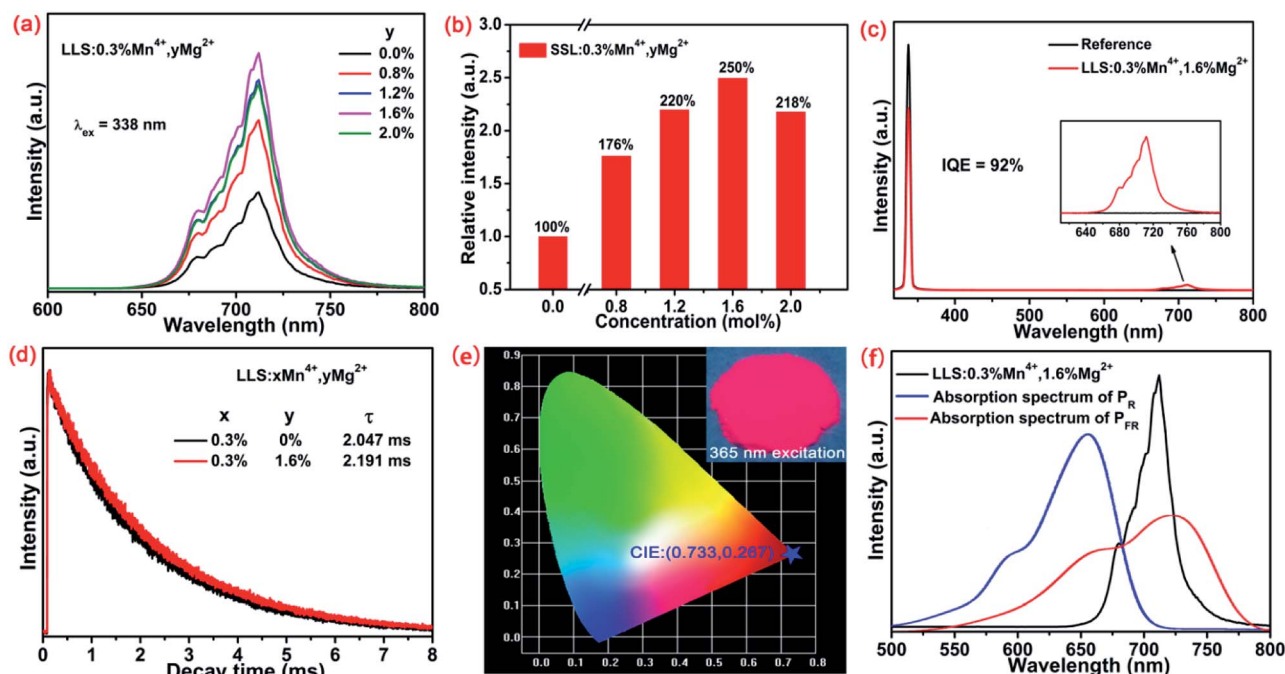 (a)
LLS:0.3%Mn⁴⁺,yMg²⁺
λex = 338 nm
y
0.0%
0.8%
1.2%
1.6%
2.0%
Intensity (a.u.)
600 650 700 750 800
Wavelength (nm)
(b)
SSL:0.3%Mn⁴⁺,yMg²⁺
Relative intensity (a.u.)
3.0
2.5
2.0
1.5
1.0
0.5
100%
176%
220%
250%
218%
0.0 0.8 1.2 1.6 2.0
Concentration (mol%)
(c)
Reference
LLS:0.3%Mn⁴⁺,1.6%Mg²⁺
IQE = 92%
640 680 720 760 800
Intensity (a.u.)
400 500 600 700 800
Wavelength (nm)
(d)
LLS:xMn⁴⁺,yMg²⁺
x y τ
0.3% 0% 2.047 ms
0.3% 1.6% 2.191 ms
Intensity (a.u.)
0 1 2 3 4 5 6 7 8
Decay time (ms)
(e)
365 nm excitation
CIE:(0.733,0.267)
0.9
0.8
0.7
0.6
0.5
0.4
0.3
0.2
0.1
0.0
0.0 0.1 0.2 0.3 0.4 0.5 0.6 0.7 0.8
(f)
LLS:0.3%Mn⁴⁺,1.6%Mg²⁺
Absorption spectrum of PR
Absorption spectrum of PFR
Intensity (a.u.)
500 550 600 650 700 750 800
Wavelength (nm)